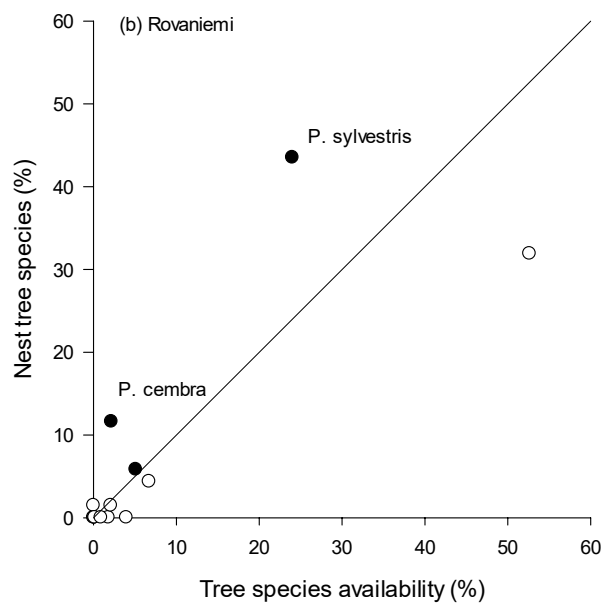 60
(b) Rovaniemi
50
P. sylvestris
40
30
20
P. cembra
10
0
0 10 20 30 40 50 60
Nest tree species (%)
Tree species availability (%)